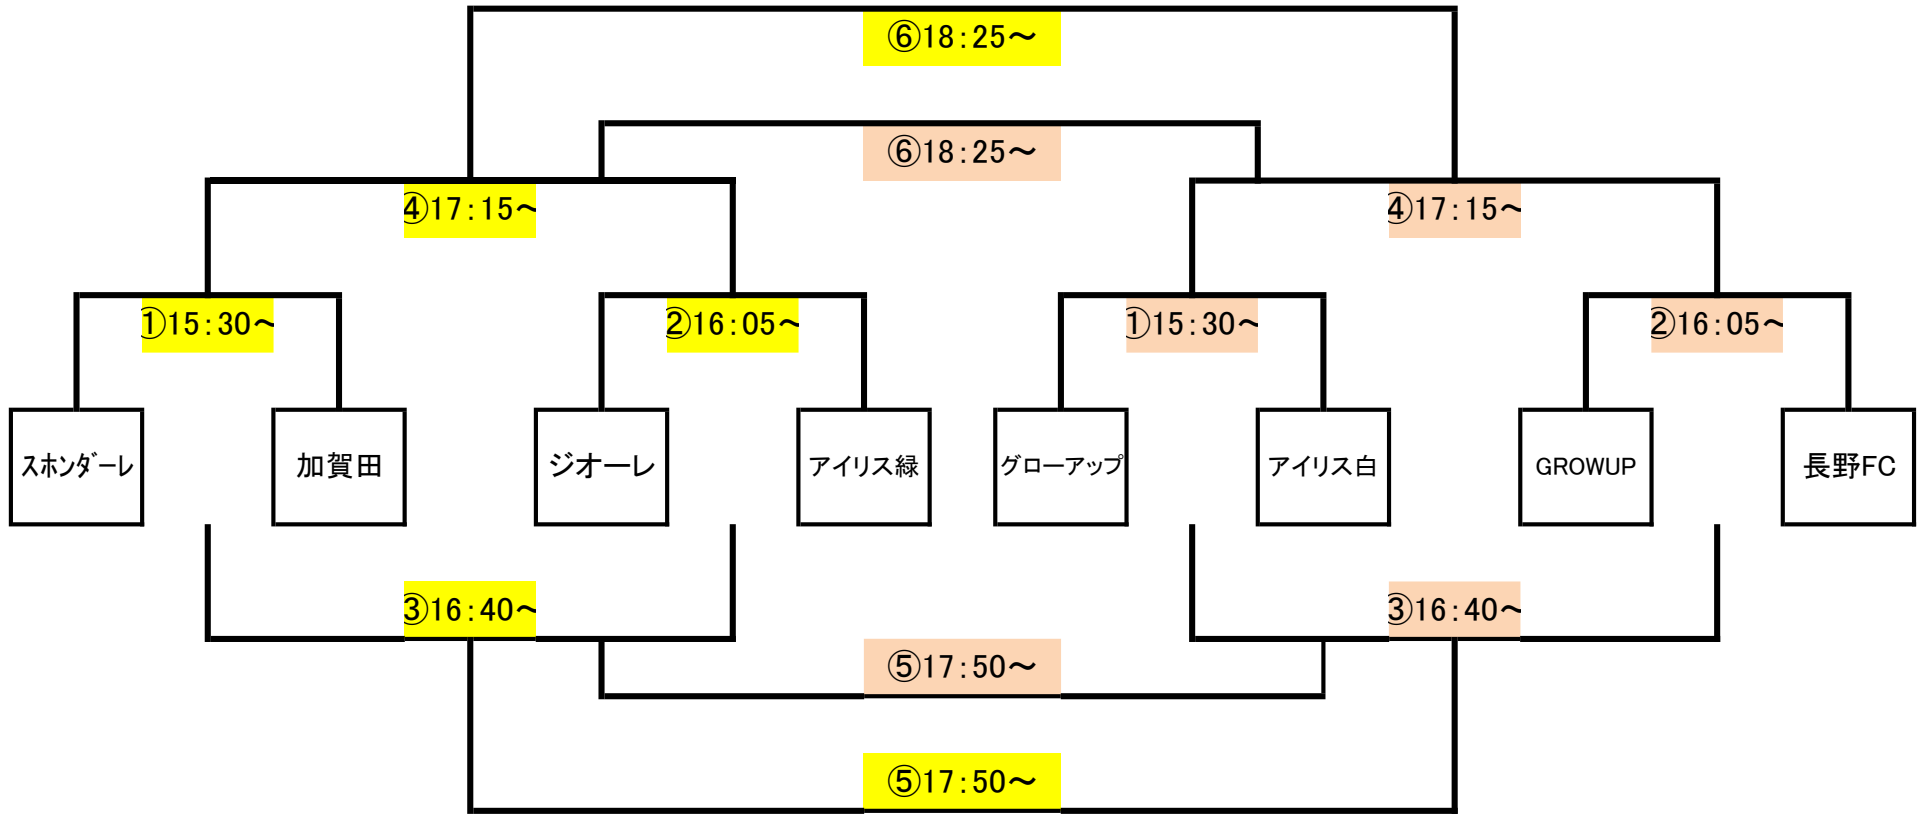 ⑥18:25～
⑥18:25～
④17:15～
④17:15～
①15:30～
②16:05～
①15:30～
②16:05～
スホンダーレ
加賀田
ジオーレ
アイリス緑
グローアップ
アイリス白
GROWUP
長野FC
③16:40～
③16:40～
⑤17:50～
⑤17:50～